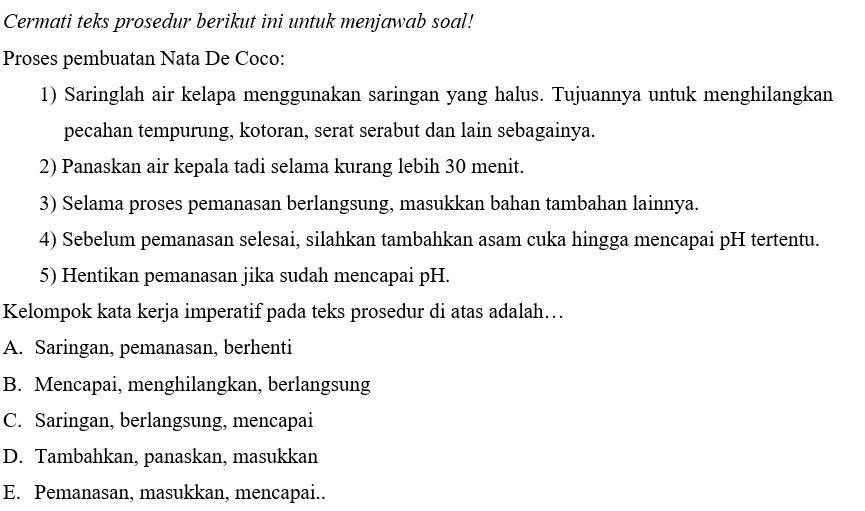 Cermati teks prosedur berikut ini untuk menjawab soal!
Proses pembuatan Nata De Coco:
1) Saringlah air kelapa menggunakan saringan yang halus. Tujuannya untuk menghilangkan
pecahan tempurung, kotoran, serat serabut dan lain sebagainya.
2) Panaskan air kepala tadi selama kurang lebih 30 menit.
3) Selama proses pemanasan berlangsung, masukkan bahan tambahan lainnya.
4) Sebelum pemanasan selesai, silahkan tambahkan asam cuka hingga mencapai pH tertentu.
5) Hentikan pemanasan jika sudah mencapai pH.
Kelompok kata kerja imperatif pada teks prosedur di atas adalah…
A. Saringan, pemanasan, berhenti
B. Mencapai, menghilangkan, berlangsung
C. Saringan, berlangsung, mencapai
D. Tambahkan, panaskan, masukkan
E. Pemanasan, masukkan, mencapai..